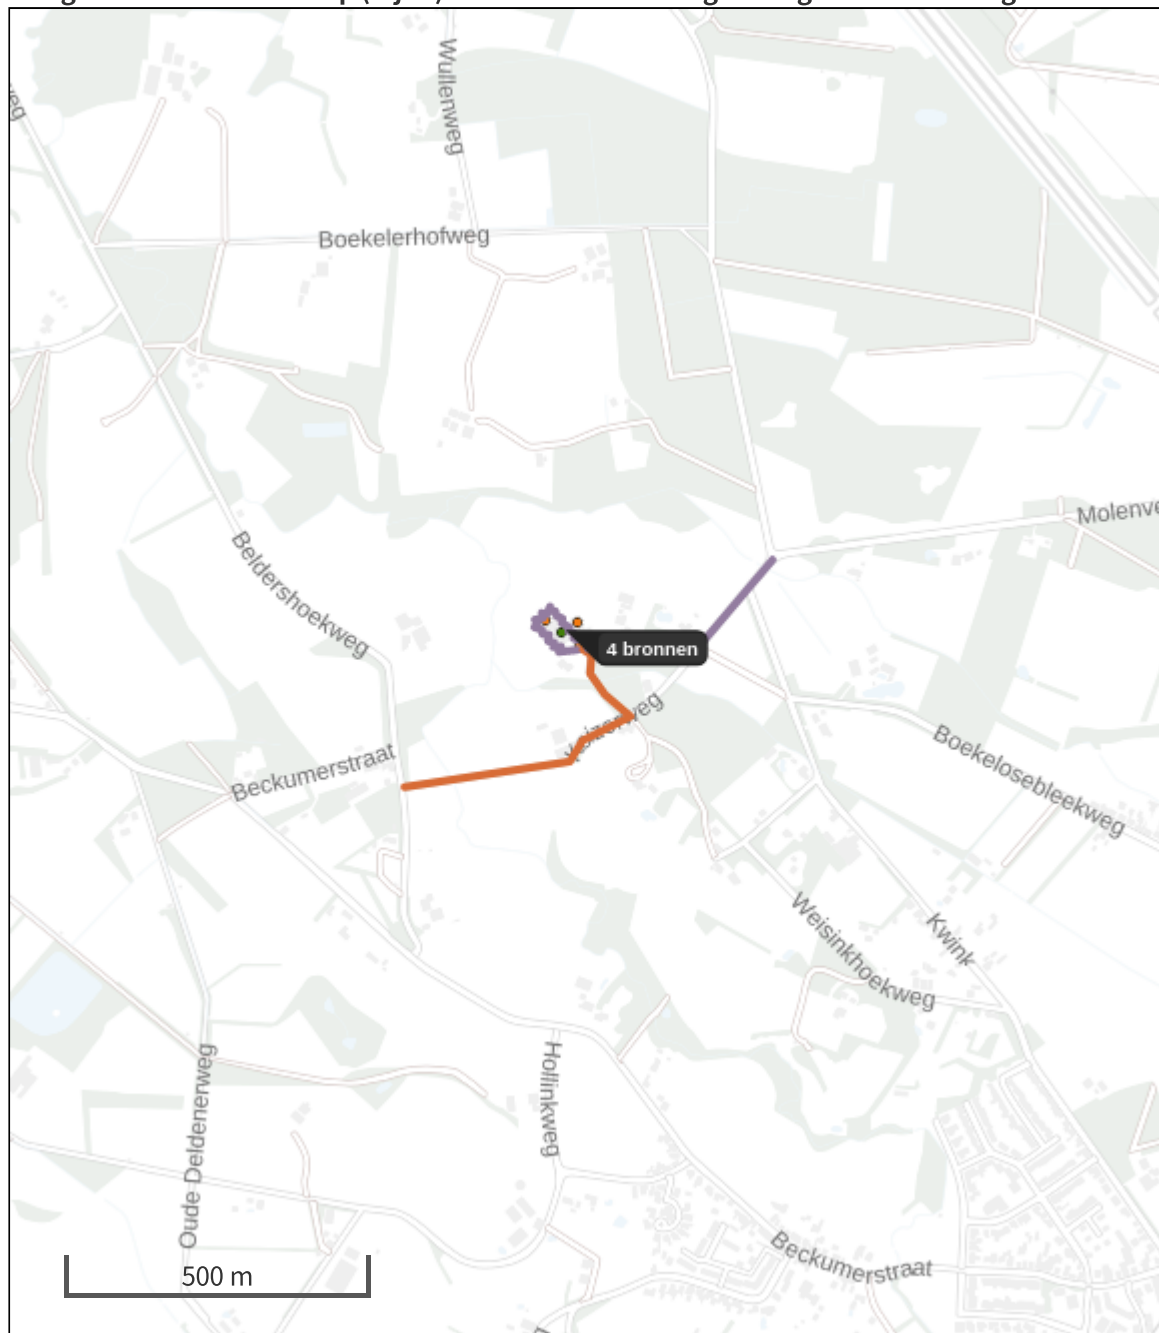 Wullenweg
Boekelerhofweg
Molenve
Beldershoekweg
4 bronnen
Beckumerstraat
Boekelosebleekweg
Weisinkhoekweg
Kwink
Hollinkweg
Oude Deldenerweg
Beckumerstraat
500 m